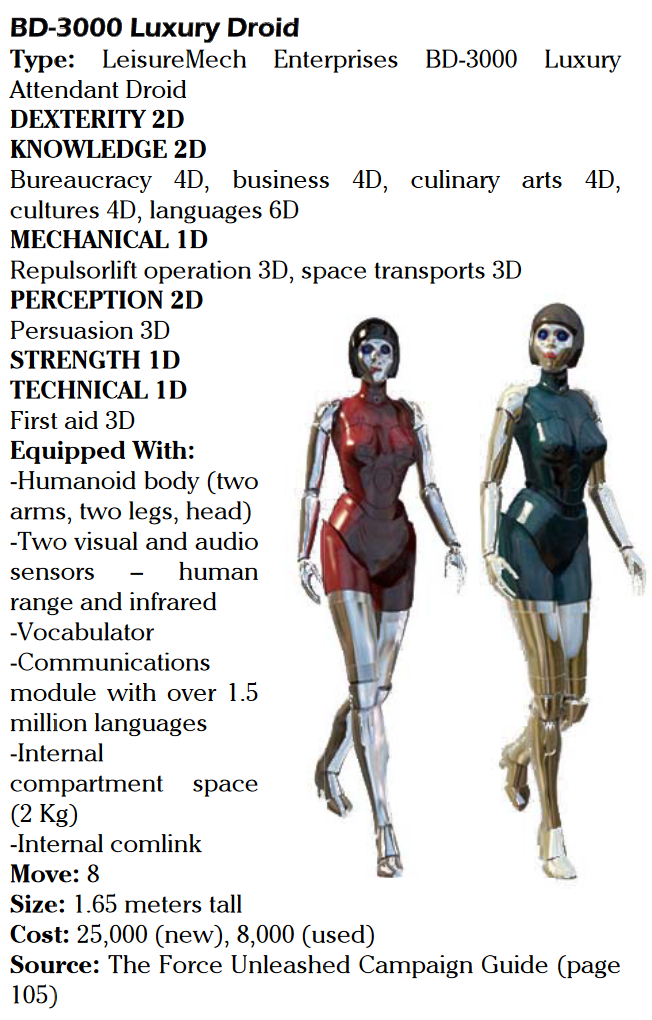 BD-3000 Luxury Droid
Type: LeisureMech Enterprises BD-3000 Luxury
Attendant Droid
DEXTERITY 2D
KNOWLEDGE 2D
Bureaucracy 4D, business 4D, culinary arts 4D,
cultures 4D, languages 6D
MECHANICAL 1D
Repulsorlift operation 3D, space transports 3D
PERCEPTION 2D
Persuasion 3D
STRENGTH 1D
TECHNICAL 1D
First aid 3D
Equipped With:
-Humanoid body (two
arms, two legs, head)
-Two visual and audio
sensors – human
range and infrared
-Vocabulator
-Communications
module with over 1.5
million languages
-Internal
compartment space
(2 Kg)
-Internal comlink
Move: 8
Size: 1.65 meters tall
Cost: 25,000 (new), 8,000 (used)
Source: The Force Unleashed Campaign Guide (page
105)